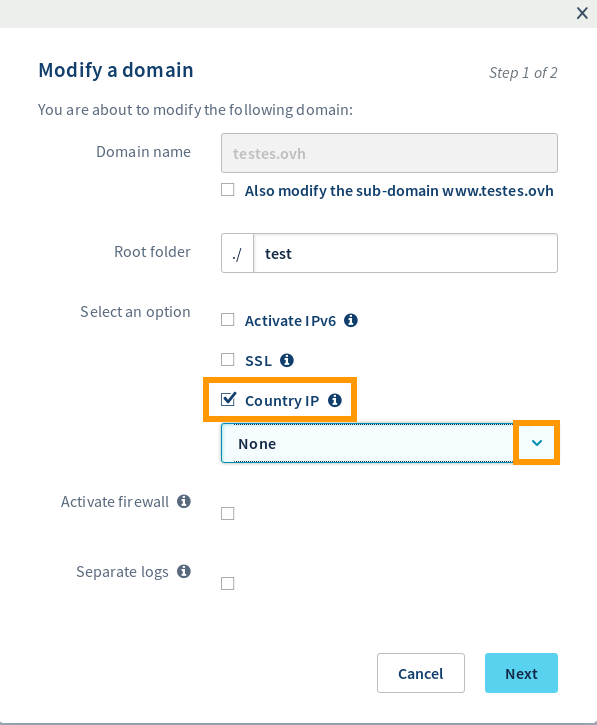 Modify a domain
Step 1 of 2
You are about to modify the following domain:
Domain name
testes.ovh
Also modify the sub-domain www.testes.ovh
Root folder
./
test
Select an option
Activate IPv6
SSL
Country IP
None
Activate firewall
Separate logs
Cancel
Next